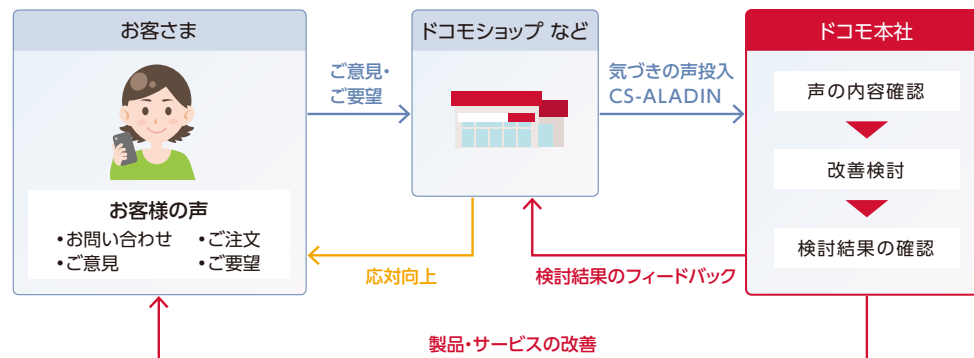 お客さま
ドコモショップ など
ドコモ本社
ご意見・
ご要望
気づきの声投入
CS-ALADIN
声の内容確認
改善検討
検討結果の確認
お客様の声
•お問い合わせ •ご注文
•ご意見 •ご要望
応対向上
検討結果のフィードバック
製品・サービスの改善